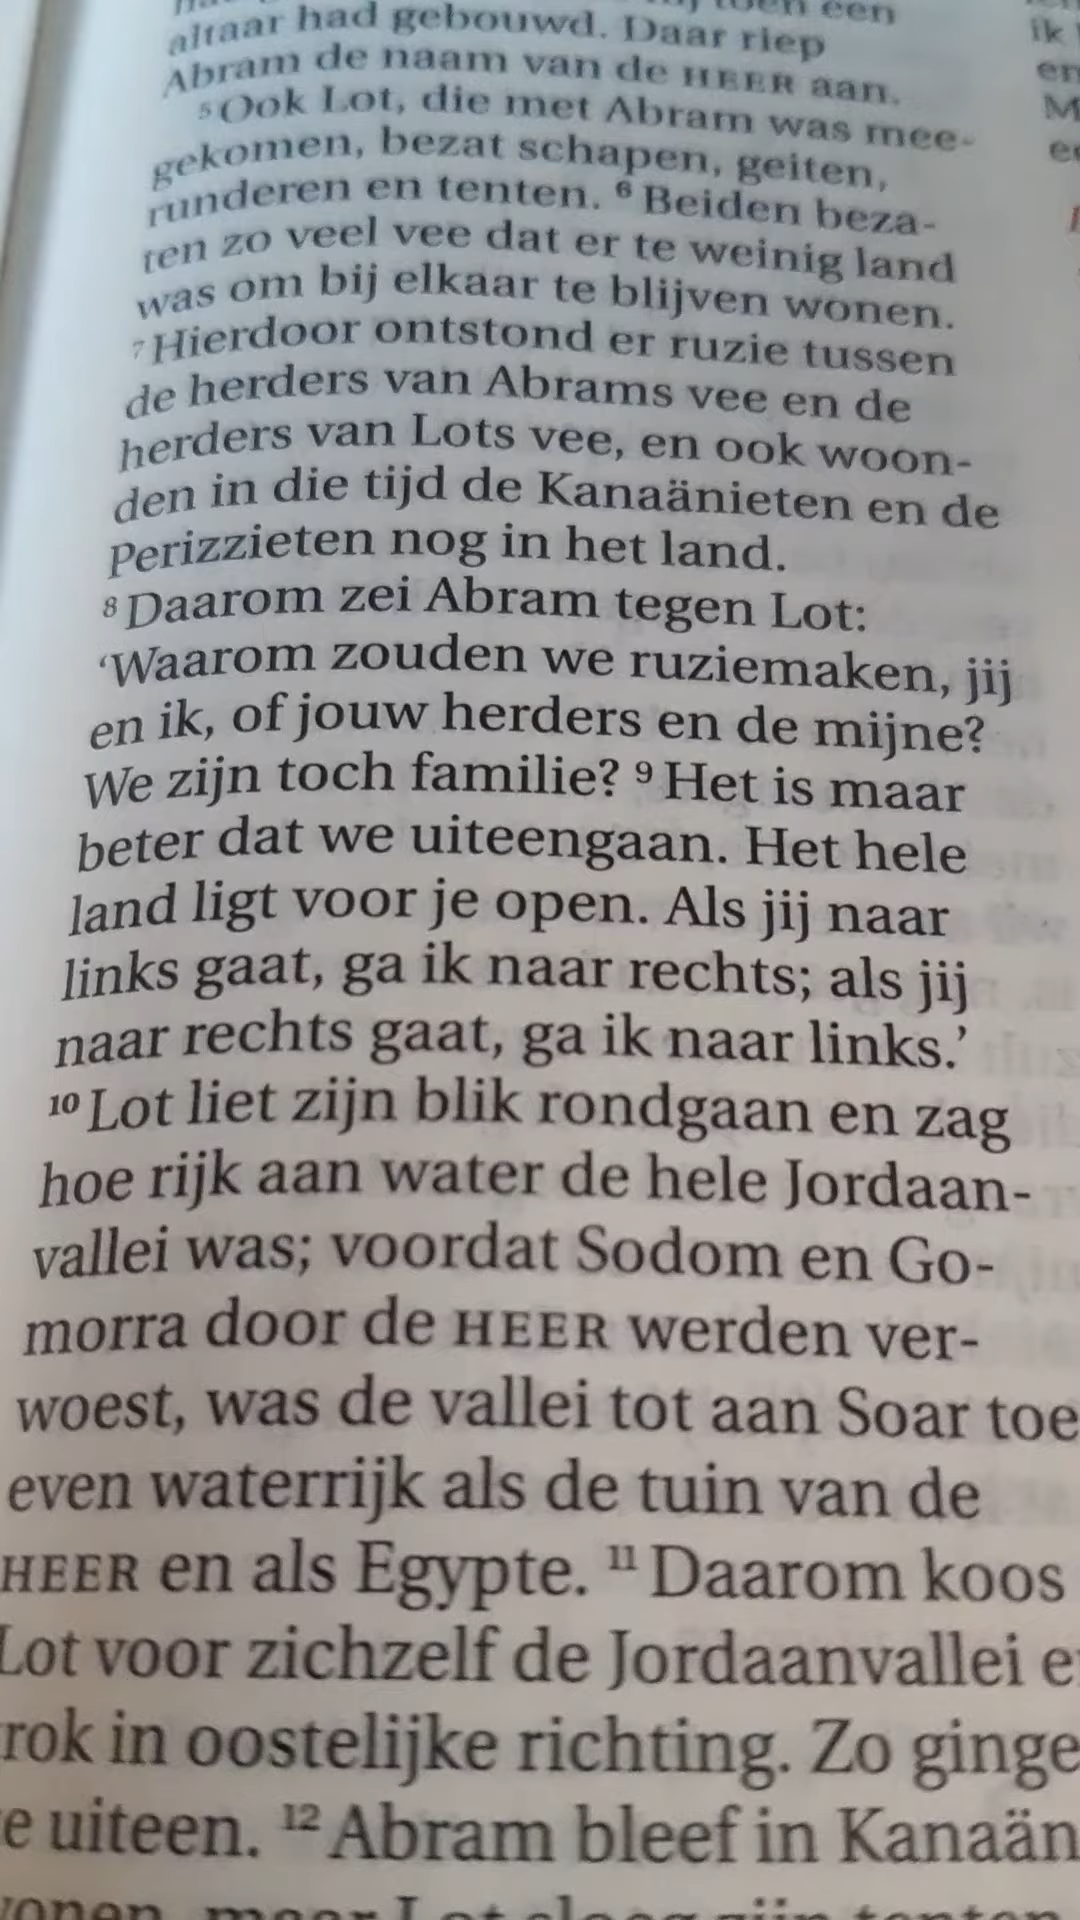 toen een
altaar had gebouwd. Daar riep
Abram de naam van de HEER aan.
5 Ook Lot, die met Abram was mee-
gekomen, bezat schapen, geiten,
runderen en tenten. 6 Beiden beza-
ten zo veel vee dat er te weinig land
was om bij elkaar te blijven wonen.
7 Hierdoor ontstond er ruzie tussen
de herders van Abrams vee en de
herders van Lots vee, en ook woon-
den in die tijd de Kanaänieten en de
Perizzieten nog in het land.
8 Daarom zei Abram tegen Lot:
‘Waarom zouden we ruziemaken, jij
en ik, of jouw herders en de mijne?
We zijn toch familie? 9 Het is maar
beter dat we uiteengaan. Het hele
land ligt voor je open. Als jij naar
links gaat, ga ik naar rechts; als jij
naar rechts gaat, ga ik naar links.’
10 Lot liet zijn blik rondgaan en zag
hoe rijk aan water de hele Jordaan-
vallei was; voordat Sodom en Go-
morra door de HEER werden ver-
woest, was de vallei tot aan Soar toe
even waterrijk als de tuin van de
HEER en als Egypte. 11 Daarom koos
Lot voor zichzelf de Jordaanvallei e
rok in oostelijke richting. Zo ginge
e uiteen. 12 Abram bleef in Kanaän
wonen, maar Lot sloeg zijn tenten
ik
en
M